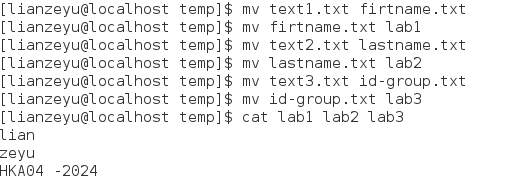 [lianzeyu@localhost temp]$ mv text1.txt firtname.txt
[lianzeyu@localhost temp]$ mv firtname.txt lab1
[lianzeyu@localhost temp]$ mv text2.txt lastname.txt
[lianzeyu@localhost temp]$ mv lastname.txt lab2
[lianzeyu@localhost temp]$ mv text3.txt id-group.txt
[lianzeyu@localhost temp]$ mv id-group.txt lab3
[lianzeyu@localhost temp]$ cat lab1 lab2 lab3
lian
zeyu
HKA04 -2024